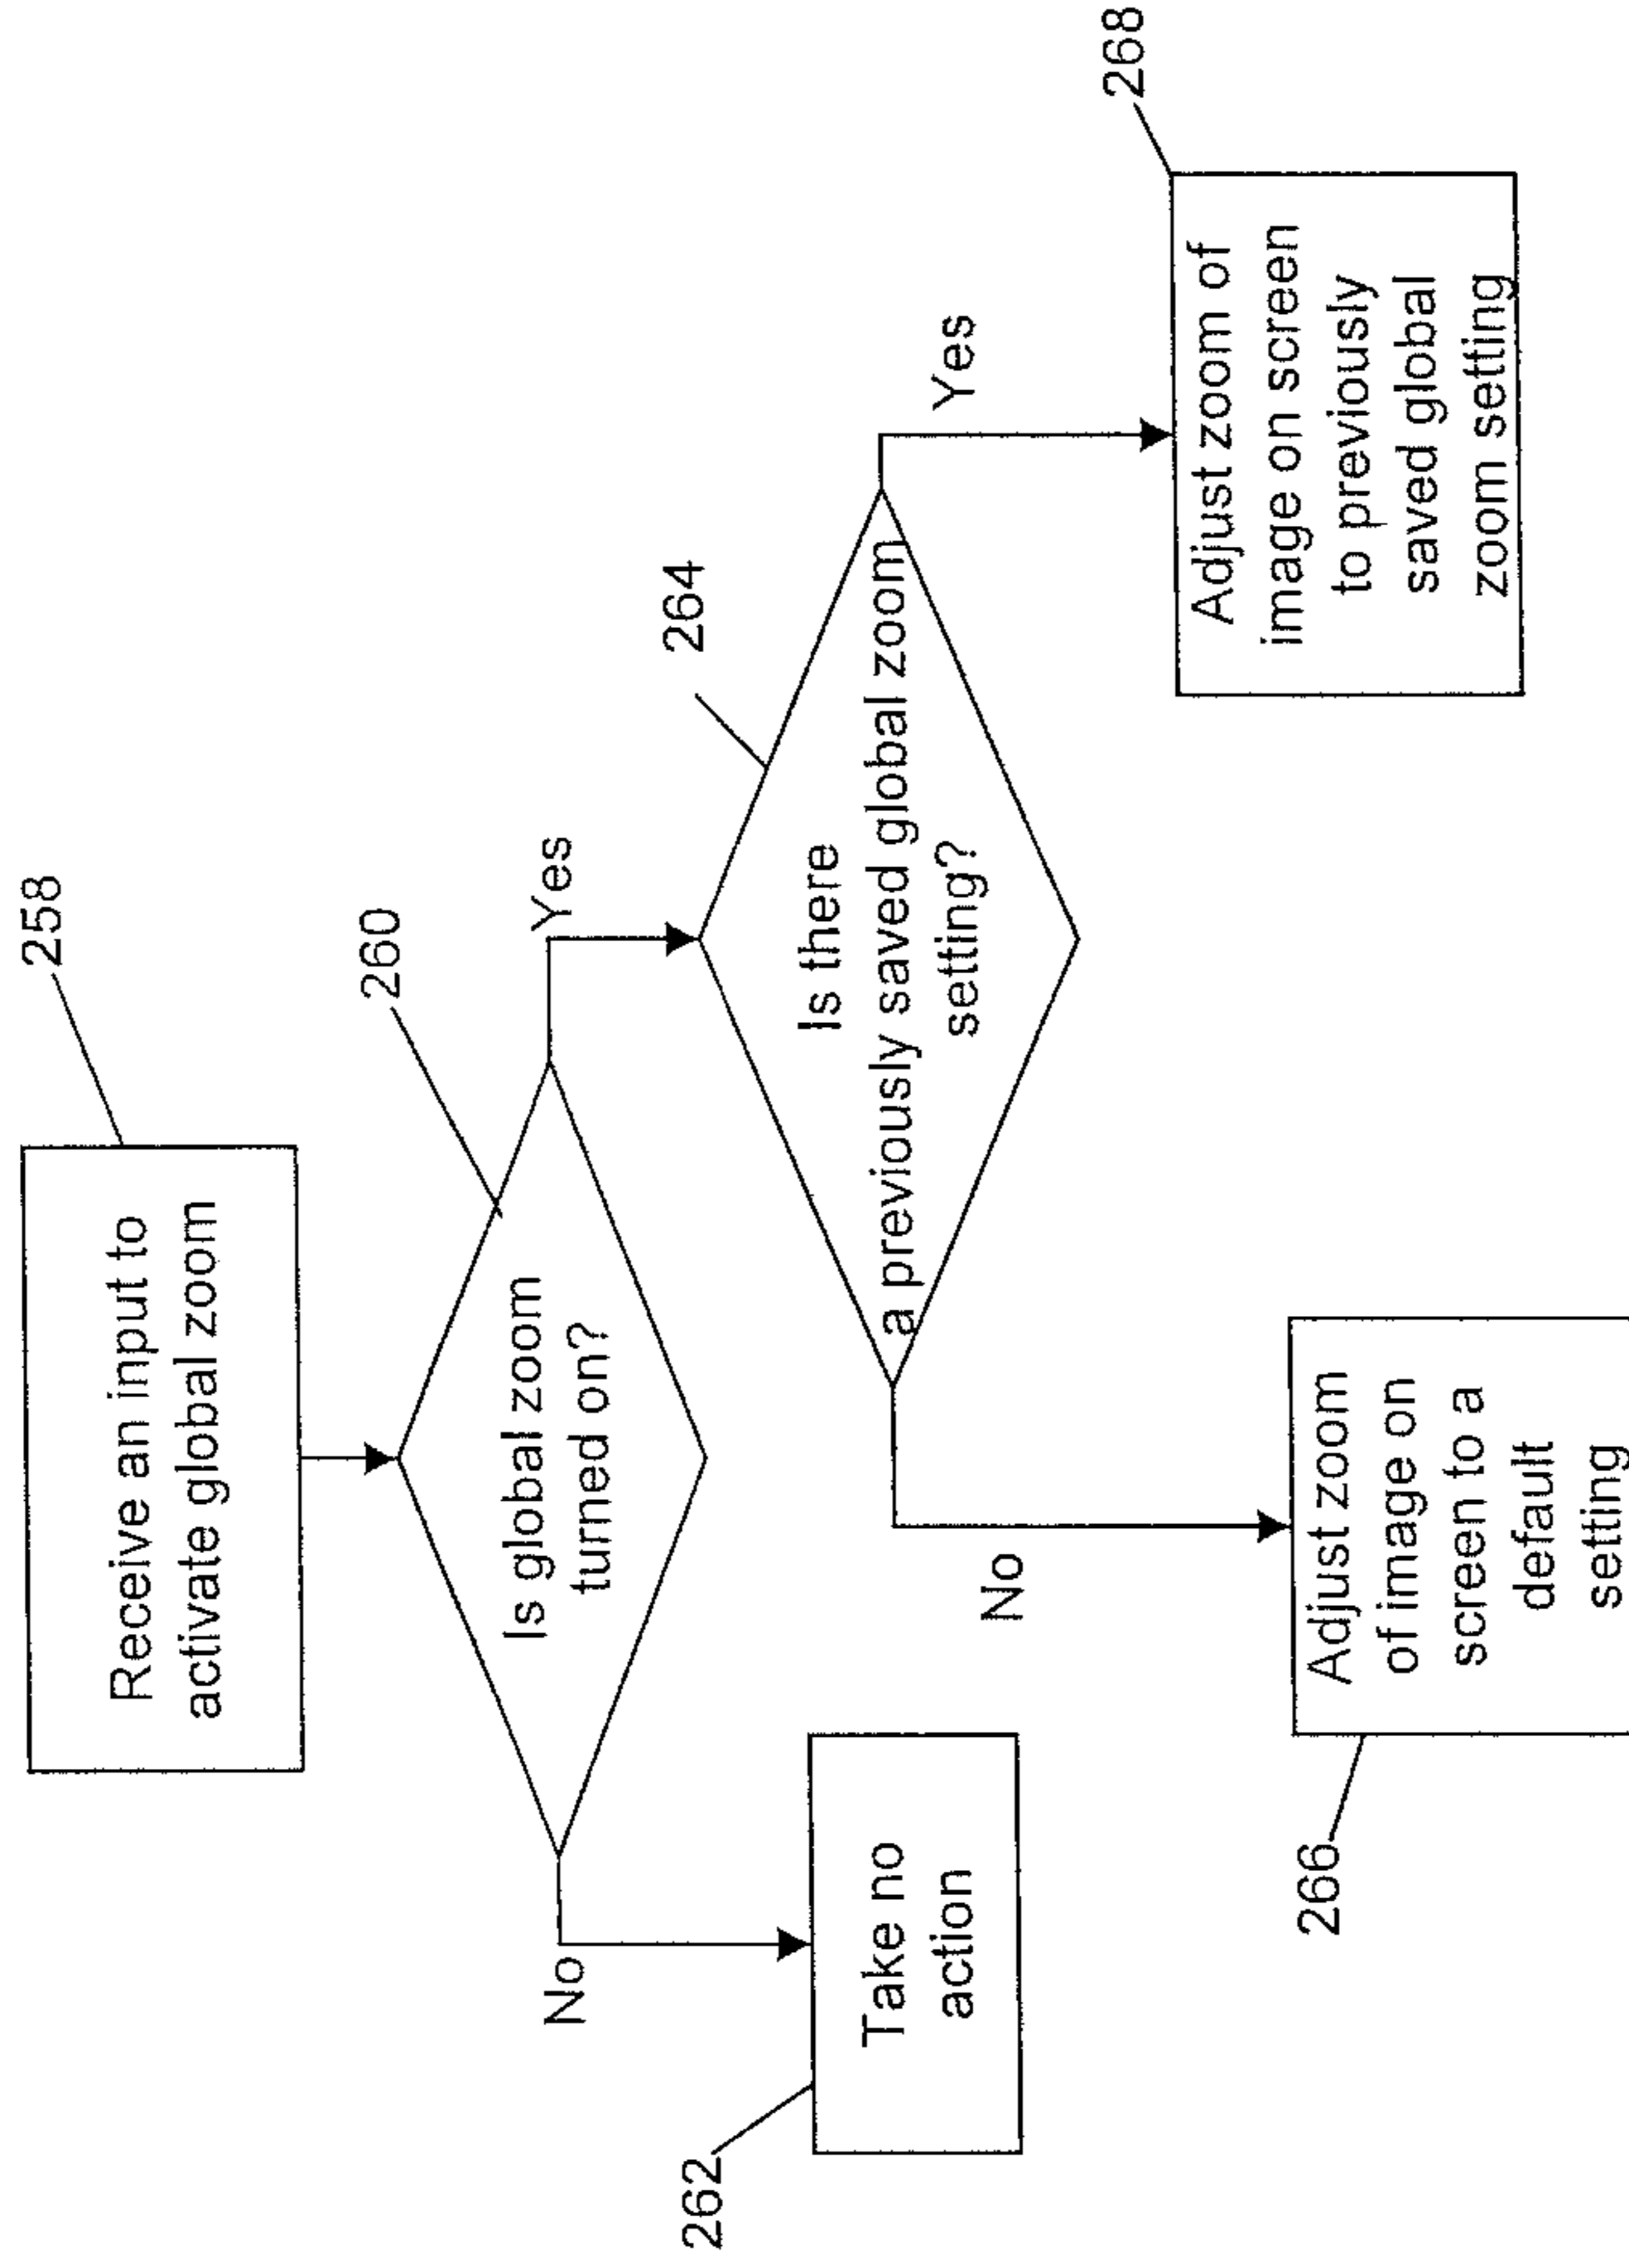 258
Receive an input to
activate global zoom
260
Is global zoom
turned on?
Yes
No
262
Take no
action
264
Is there
a previously saved global zoom
setting?
Yes
No
268
Adjust zoom of
image on screen
to previously
saved global
zoom setting
266
Adjust zoom
of image on
screen to a
default
setting